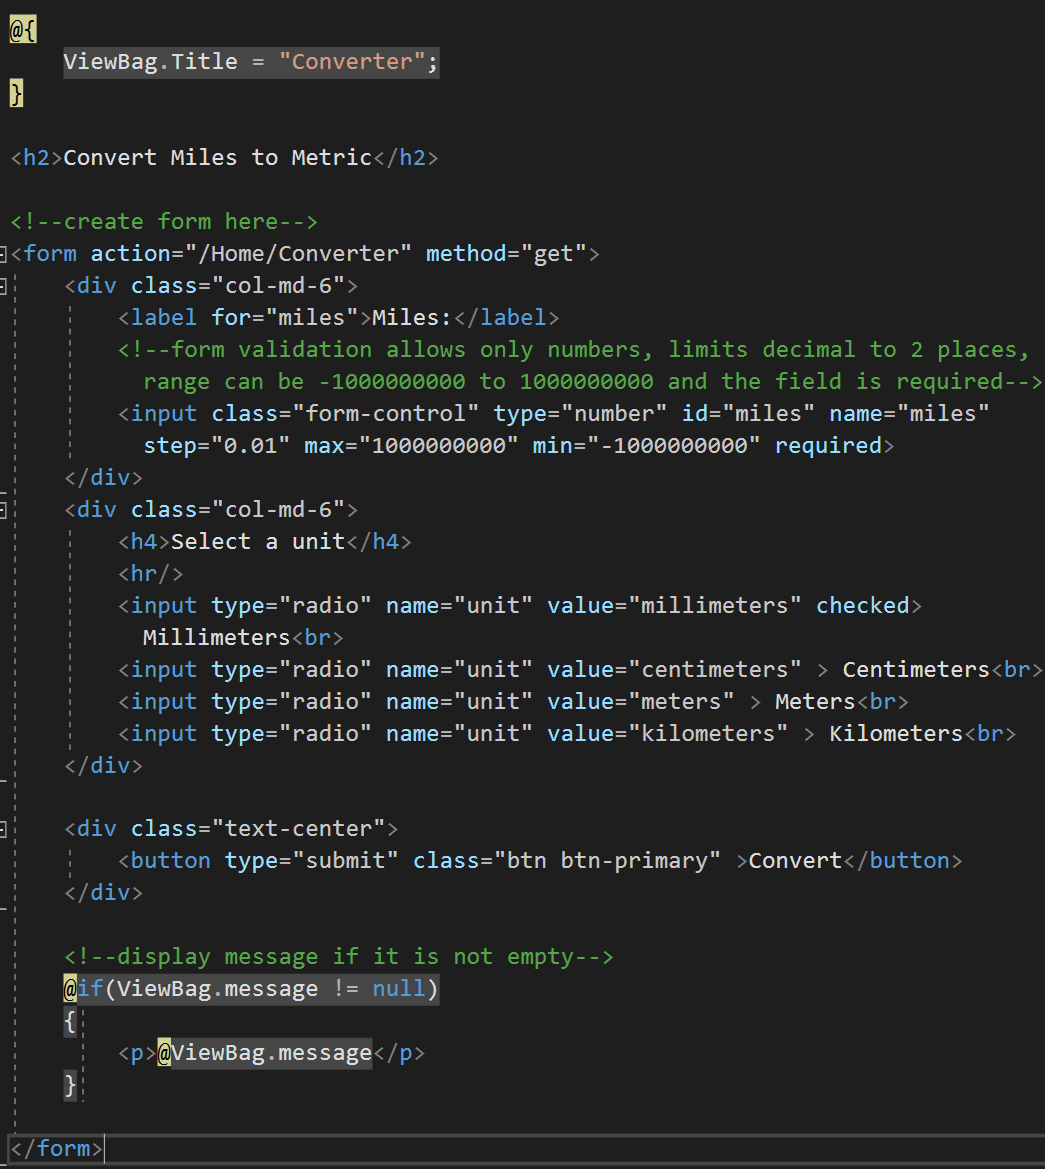 @{
    ViewBag.Title = "Converter";
}

<h2>Convert Miles to Metric</h2>

<!--create form here-->
<form action="/Home/Converter" method="get">
    <div class="col-md-6">
        <label for="miles">Miles:</label>
        <!--form validation allows only numbers, limits decimal to 2 places,
          range can be -1000000000 to 1000000000 and the field is required-->
        <input class="form-control" type="number" id="miles" name="miles"
          step="0.01" max="1000000000" min="-1000000000" required>
    </div>
    <div class="col-md-6">
        <h4>Select a unit</h4>
        <hr/>
        <input type="radio" name="unit" value="millimeters" checked>
          Millimeters<br>
        <input type="radio" name="unit" value="centimeters" > Centimeters<br>
        <input type="radio" name="unit" value="meters" > Meters<br>
        <input type="radio" name="unit" value="kilometers" > Kilometers<br>
    </div>

    <div class="text-center">
        <button type="submit" class="btn btn-primary" >Convert</button>
    </div>

    <!--display message if it is not empty-->
    @if(ViewBag.message != null)
    {
        <p>@ViewBag.message</p>
    }

</form>